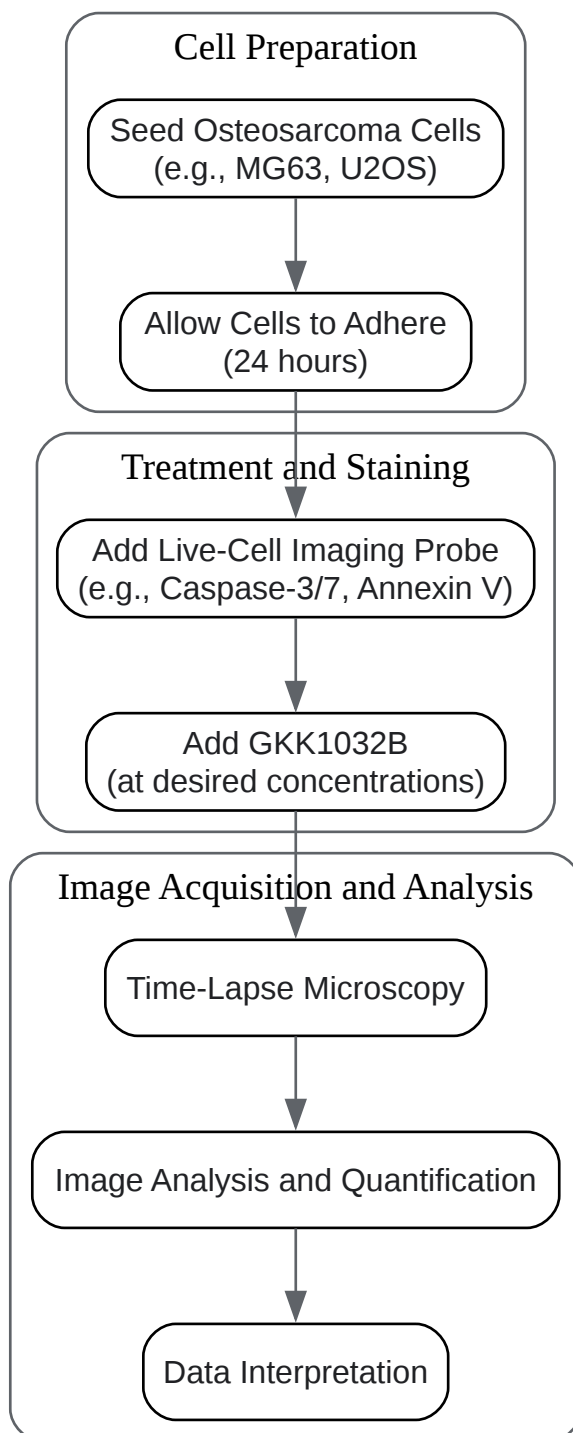 Cell Preparation
Seed Osteosarcoma Cells
(e.g., MG63, U2OS)
Allow Cells to Adhere
(24 hours)
Treatment and Staining
Add Live-Cell Imaging Probe
(e.g., Caspase-3/7, Annexin V)
Add GKK1032B
(at desired concentrations)
Image Acquisition and Analysis
Time-Lapse Microscopy
Image Analysis and Quantification
Data Interpretation